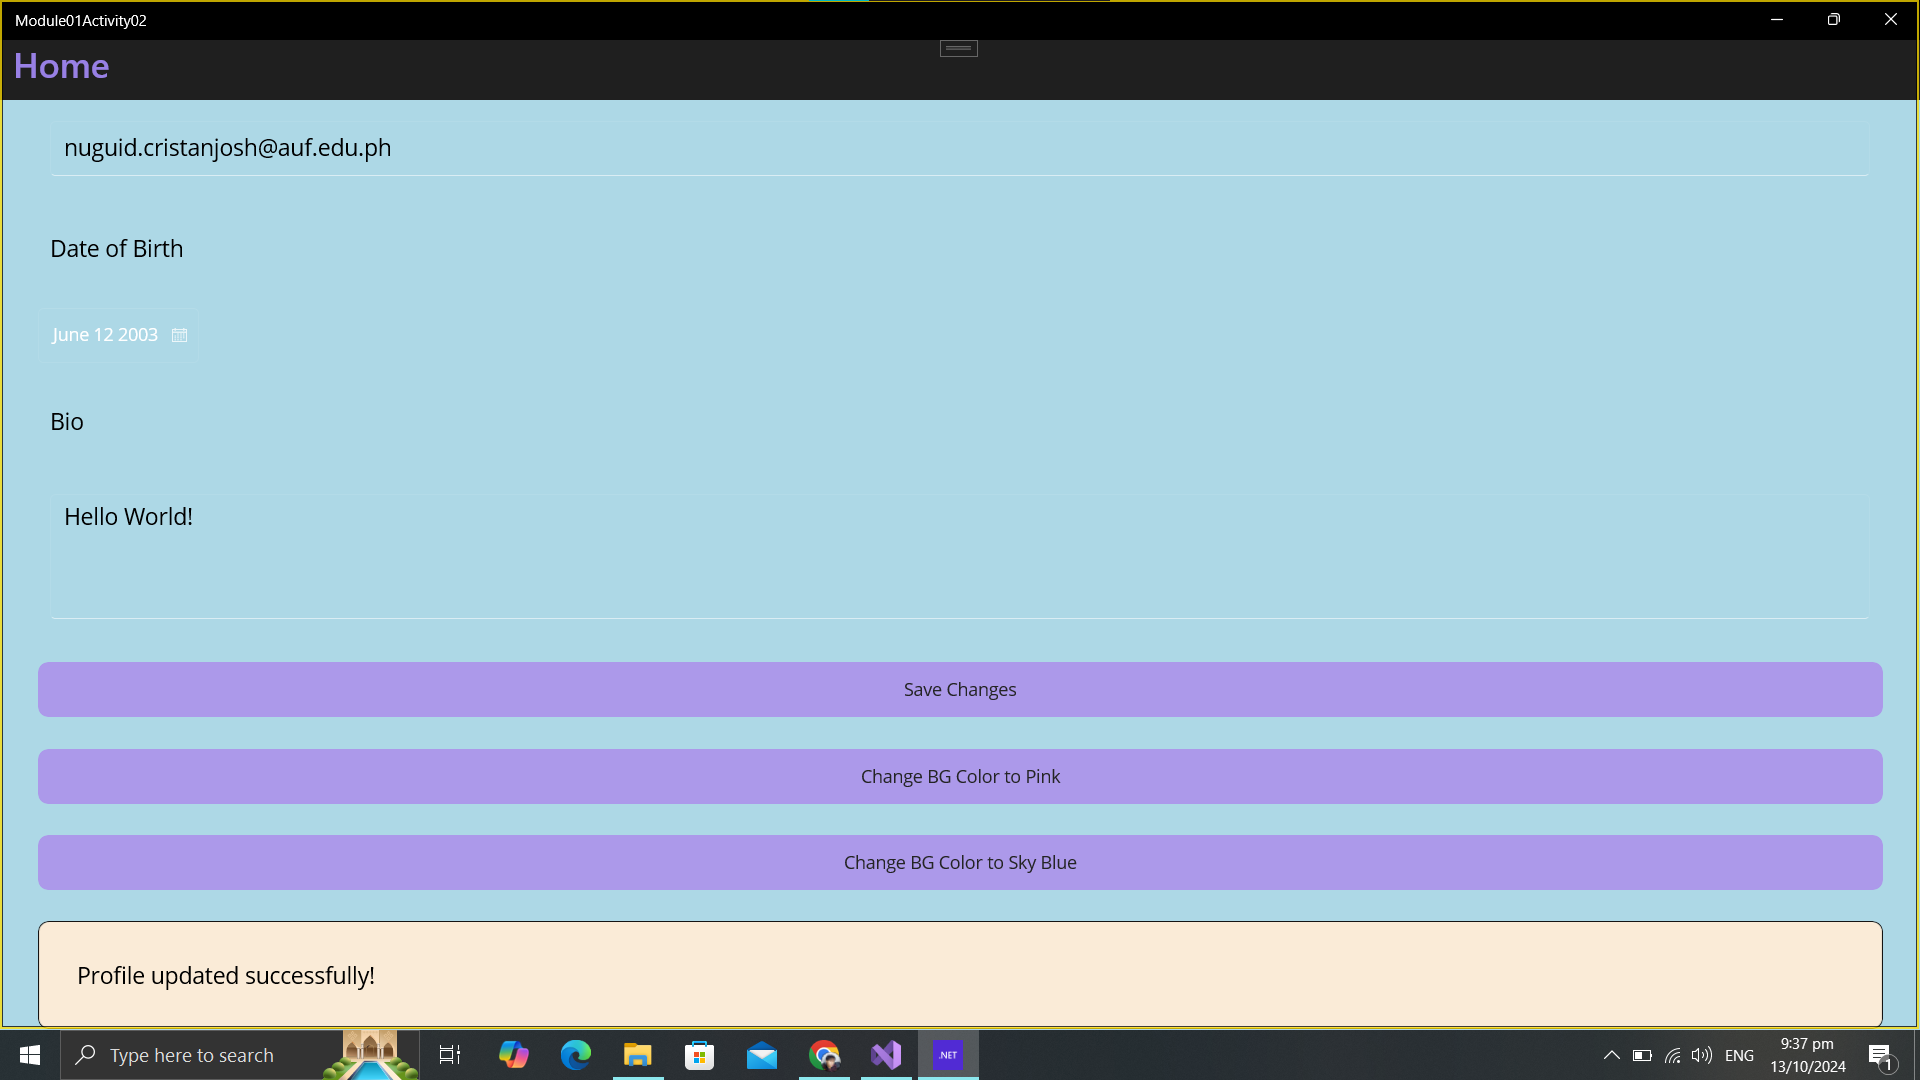 Module01Activity02
Home
nuguid.cristanjosh@auf.edu.ph
Date of Birth
June 12 2003
Bio
Hello World!
Save Changes
Change BG Color to Pink
Change BG Color to Sky Blue
Profile updated successfully!
Type here to search
.NET
ENG
9:37 pm
13/10/2024
1